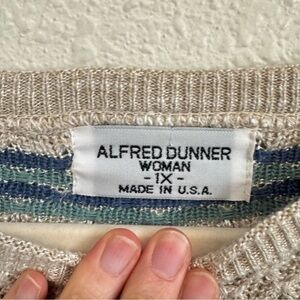 ALFRED DUNNER
WOMAN
- 1X -
MADE IN U.S.A.